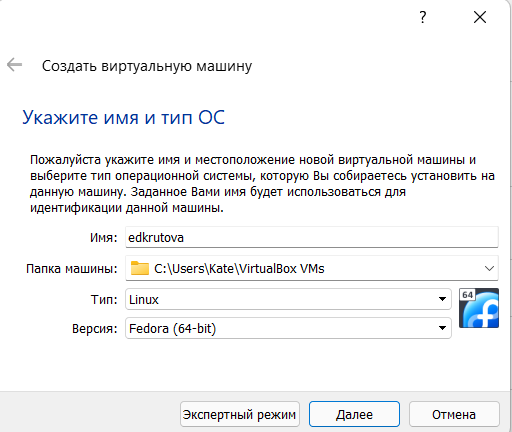 ?
Создать виртуальную машину
Укажите имя и тип ОС
Пожалуйста укажите имя и местоположение новой виртуальной машины и
выберите тип операционной системы, которую Вы собираетесь установить на
данную машину. Заданное Вами имя будет использоваться для
идентификации данной машины.
Имя: edkrutova
Папка машины: C:\Users\Kate\VirtualBox VMs
Тип: Linux
64
Версия: Fedora (64-bit)
Экспертный режим Далее Отмена